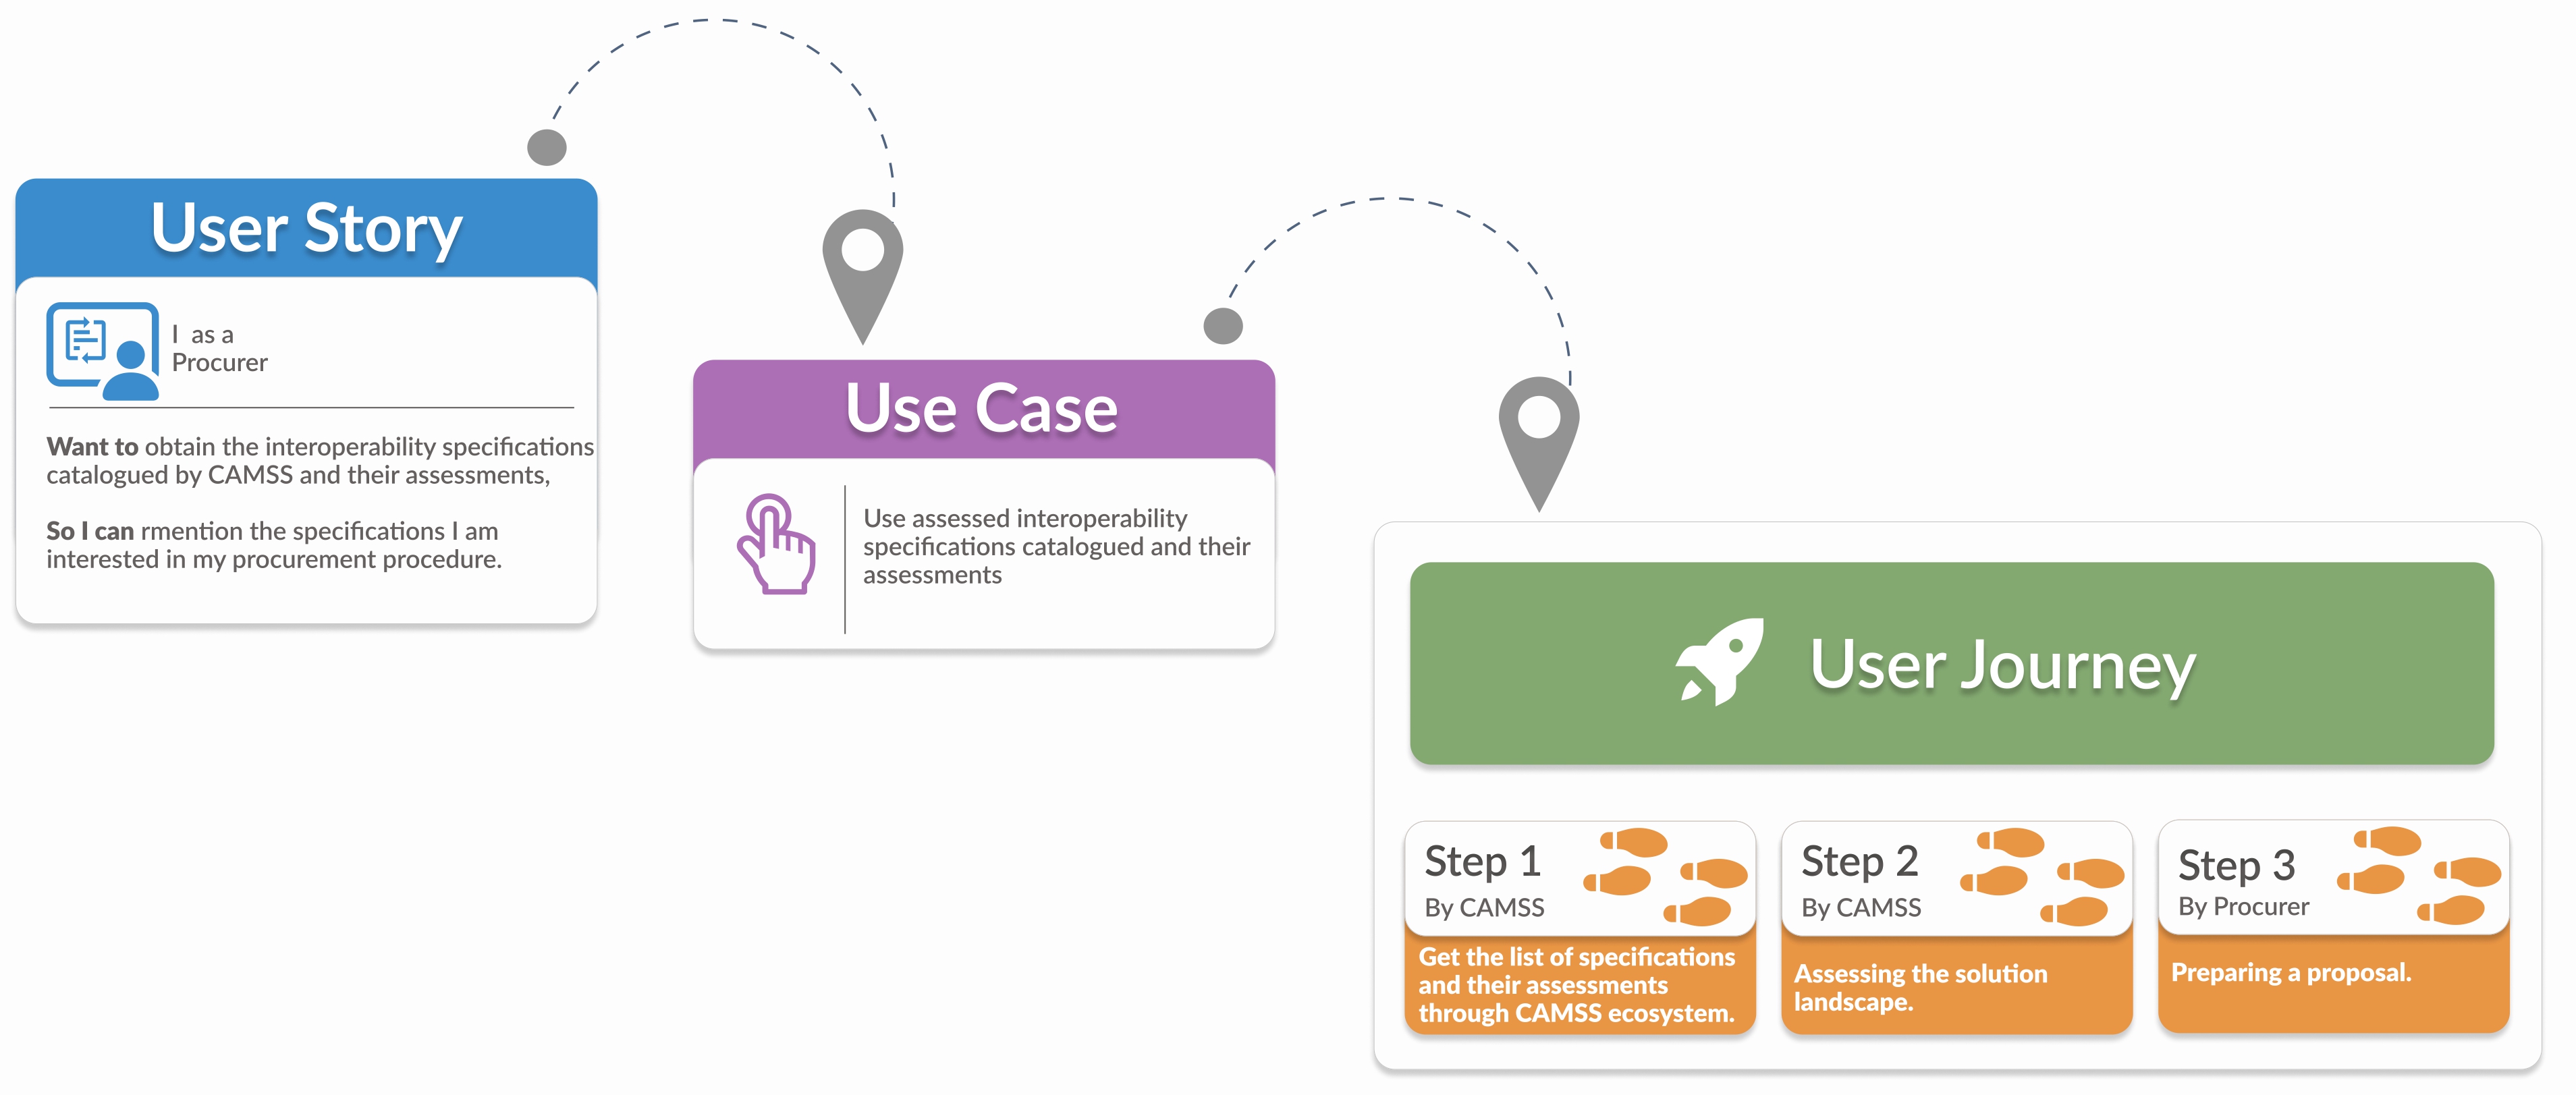 User Story
I as a
Procurer
Want to obtain the interoperability specifications
catalogued by CAMSS and their assessments,
So I can rmention the specifications I am
interested in my procurement procedure.
Use Case
Use assessed interoperability
specifications catalogued and their
assessments
User Journey
Step 1
By CAMSS
Get the list of specifications
and their assessments
through CAMSS ecosystem.
Step 2
By CAMSS
Assessing the solution
landscape.
Step 3
By Procurer
Preparing a proposal.